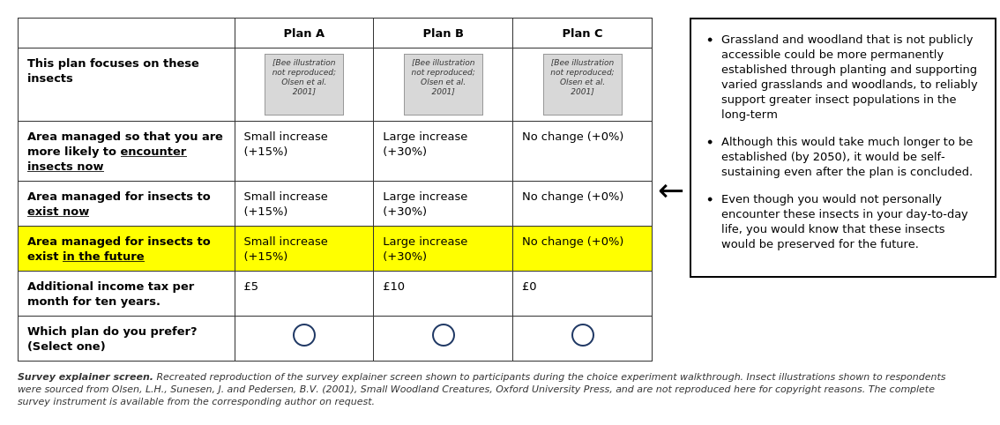 Plan A
Plan B
Plan C
This plan focuses on these
insects
[Bee illustration
not reproduced;
Olsen et al.
2001]
[Bee illustration
not reproduced;
Olsen et al.
2001]
[Bee illustration
not reproduced;
Olsen et al.
2001]
Area managed so that you are
more likely to encounter
insects now
Small increase
(+15%)
Large increase
(+30%)
No change (+0%)
Area managed for insects to
exist now
Small increase
(+15%)
Large increase
(+30%)
No change (+0%)
Area managed for insects to
exist in the future
Small increase
(+15%)
Large increase
(+30%)
No change (+0%)
Additional income tax per
month for ten years.
£5
£10
£0
Which plan do you prefer?
(Select one)
←
• Grassland and woodland that is not publicly
accessible could be more permanently
established through planting and supporting
varied grasslands and woodlands, to reliably
support greater insect populations in the
long-term
• Although this would take much longer to be
established (by 2050), it would be self-
sustaining even after the plan is concluded.
• Even though you would not personally
encounter these insects in your day-to-day
life, you would know that these insects
would be preserved for the future.
Survey explainer screen. Recreated reproduction of the survey explainer screen shown to participants during the choice experiment walkthrough. Insect illustrations shown to respondents
were sourced from Olsen, L.H., Sunesen, J. and Pedersen, B.V. (2001), Small Woodland Creatures, Oxford University Press, and are not reproduced here for copyright reasons. The complete
survey instrument is available from the corresponding author on request.